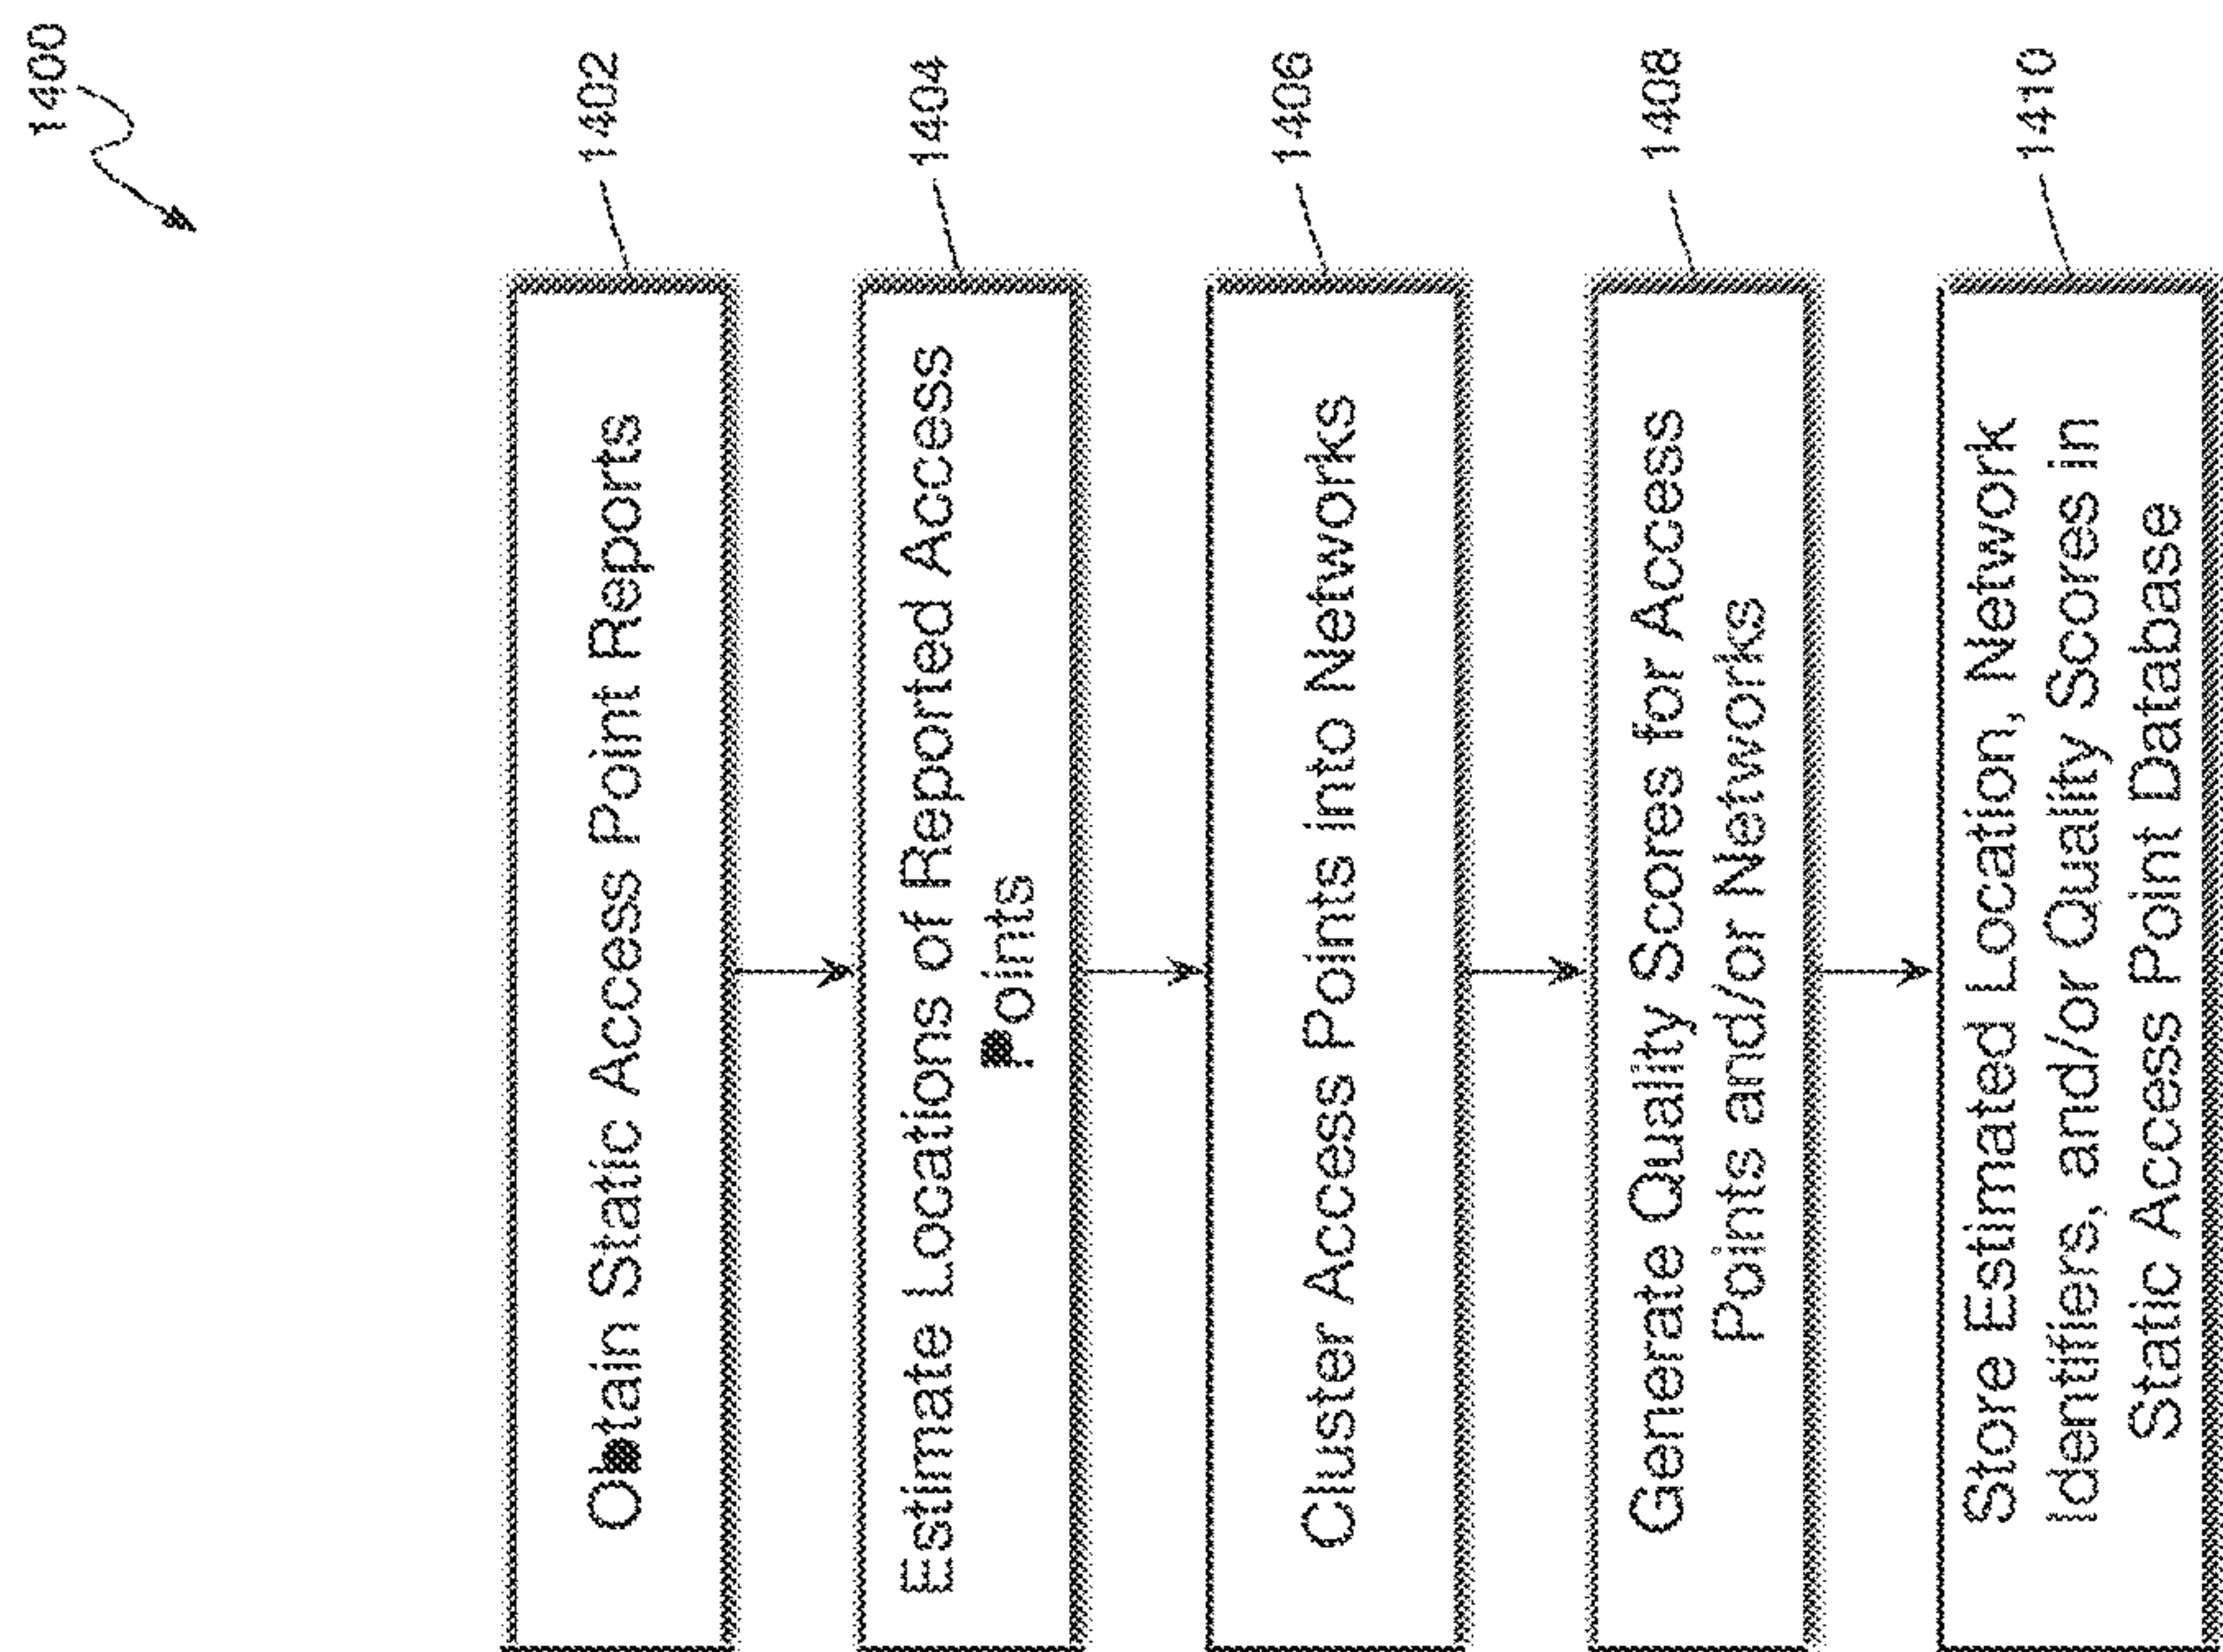 1400
Obtain Static Access Point Reports
1402
Estimate Locations of Reported Access
Points
1404
Cluster Access Points into Networks
1406
Generate Quality Scores for Access
Points and/or Networks
1408
Store Estimated Location, Network
Identifiers, and/or Quality Scores in
Static Access Point Database
1410